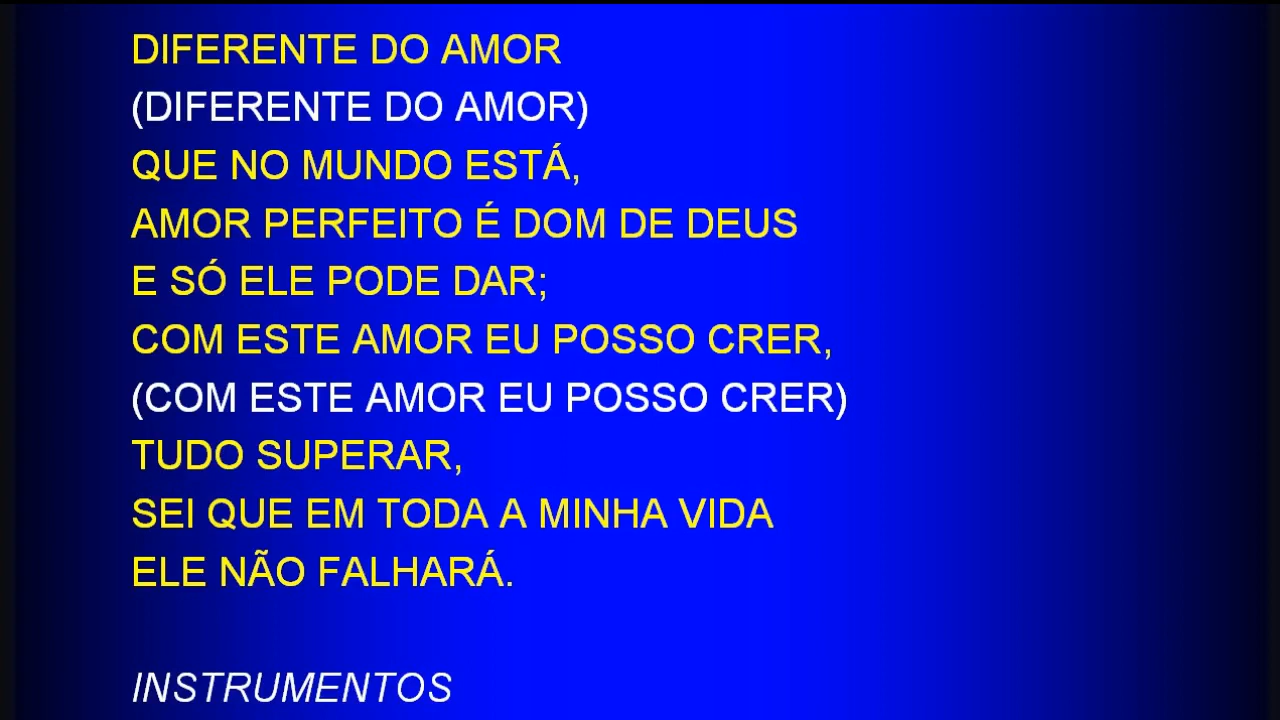 DIFERENTE DO AMOR
(DIFERENTE DO AMOR)
QUE NO MUNDO ESTÁ,
AMOR PERFEITO É DOM DE DEUS
E SÓ ELE PODE DAR;
COM ESTE AMOR EU POSSO CRER,
(COM ESTE AMOR EU POSSO CRER)
TUDO SUPERAR,
SEI QUE EM TODA A MINHA VIDA
ELE NÃO FALHARÁ.
INSTRUMENTOS